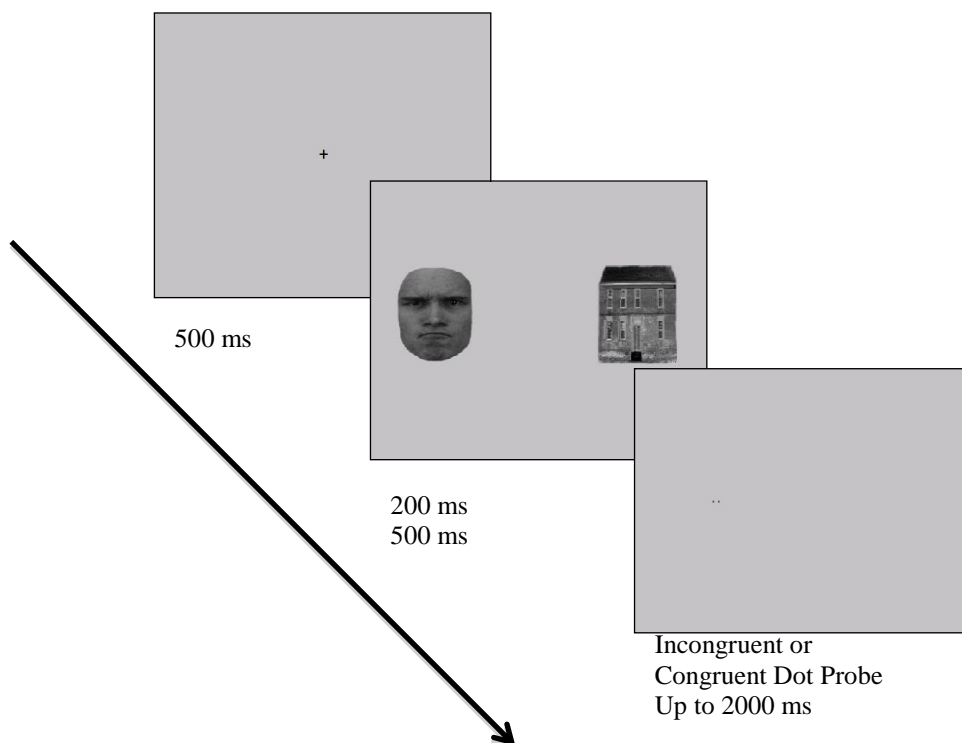 500 ms
200 ms
500 ms
Incongruent or
Congruent Dot Probe
Up to 2000 ms